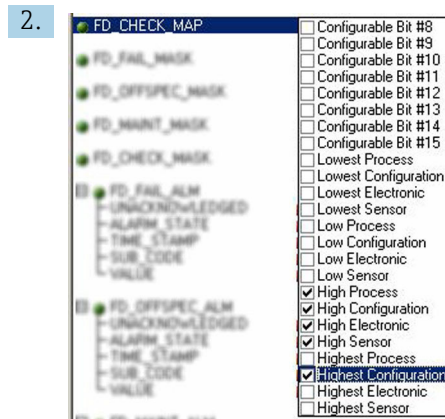 2.
FD_CHECK_MAP
FD_FAIL_MASK
FD_OFFSPEC_MASK
FD_MAINT_MASK
FD_CHECK_MASK
FD_FAIL_ALM
UNACKNOWLEDGED
ALARM_STATE
TIME_STAMP
SUB_CODE
VALUE
FD_OFFSPEC_ALM
UNACKNOWLEDGED
ALARM_STATE
TIME_STAMP
SUB_CODE
VALUE
Configurable Bit #8
Configurable Bit #9
Configurable Bit #10
Configurable Bit #11
Configurable Bit #12
Configurable Bit #13
Configurable Bit #14
Configurable Bit #15
Lowest Process
Lowest Configuration
Lowest Electronic
Lowest Sensor
Low Process
Low Configuration
Low Electronic
Low Sensor
High Process
High Configuration
High Electronic
High Sensor
Highest Process
Highest Configuration
Highest Electronic
Highest Sensor